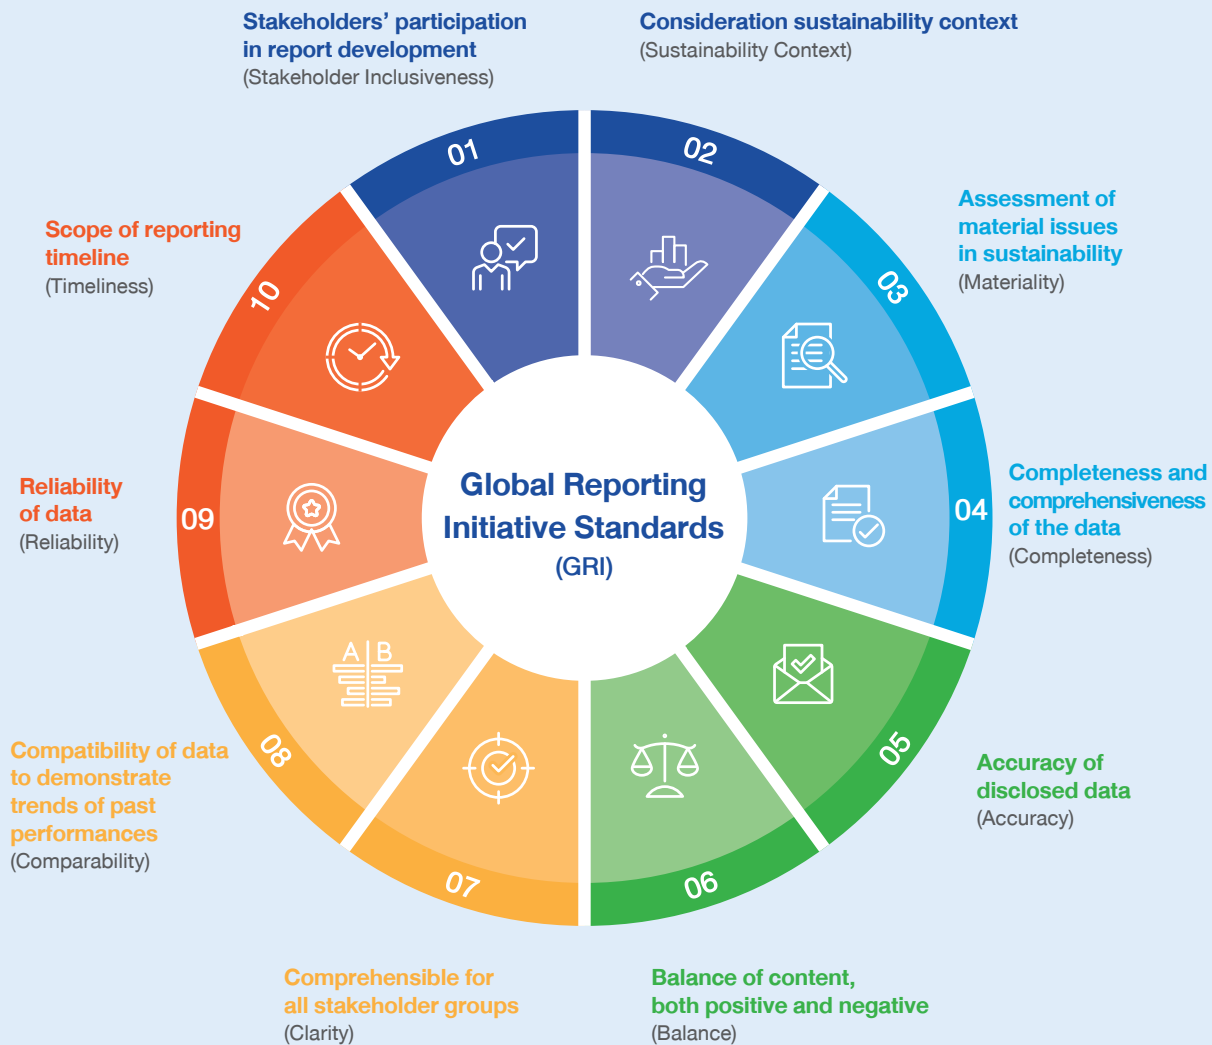 Stakeholders’ participation
in report development
(Stakeholder Inclusiveness)
Consideration sustainability context
(Sustainability Context)
01
02
Assessment of
material issues
in sustainability
(Materiality)
03
Completeness and
comprehensiveness
of the data
(Completeness)
04
Accuracy of
disclosed data
(Accuracy)
05
Balance of content,
both positive and negative
(Balance)
06
Comprehensible for
all stakeholder groups
(Clarity)
07
Compatibility of data
to demonstrate
trends of past
performances
(Comparability)
08
A B
Reliability
of data
(Reliability)
09
Scope of reporting
timeline
(Timeliness)
10
Global Reporting
Initiative Standards
(GRI)